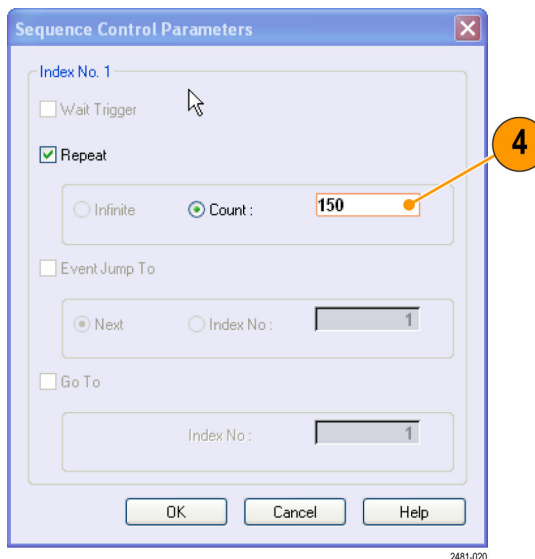 Sequence Control Parameters
Index No. 1
Wait Trigger
Repeat
4
Infinite Count : 150
Event Jump To
Next Index No : 1
Go To
Index No : 1
OK Cancel Help
2481-020